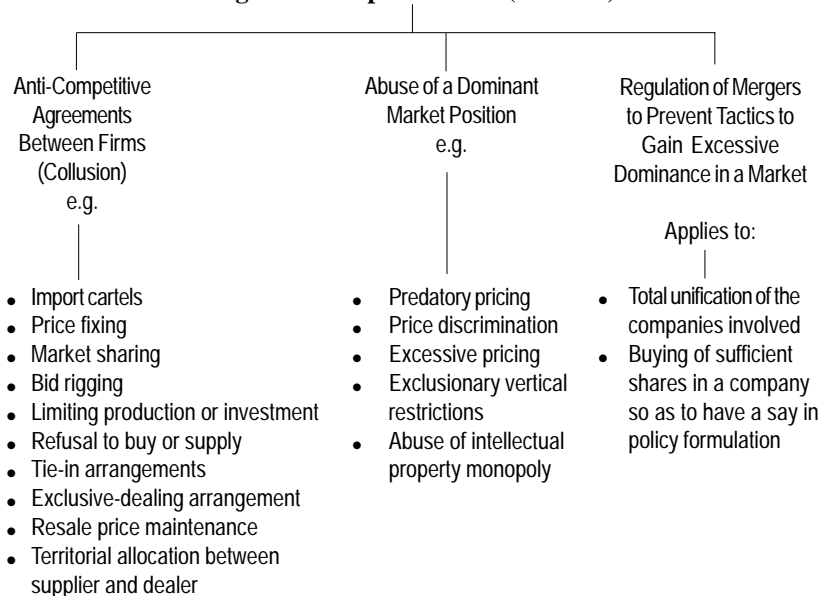 Anti-Competitive
Agreements
Between Firms
(Collusion)
e.g.
• Import cartels
• Price fixing
• Market sharing
• Bid rigging
• Limiting production or investment
• Refusal to buy or supply
• Tie-in arrangements
• Exclusive-dealing arrangement
• Resale price maintenance
• Territorial allocation between
supplier and dealer
Abuse of a Dominant
Market Position
e.g.
• Predatory pricing
• Price discrimination
• Excessive pricing
• Exclusionary vertical
restrictions
• Abuse of intellectual
property monopoly
Regulation of Mergers
to Prevent Tactics to
Gain Excessive
Dominance in a Market
Applies to:
• Total unification of the
companies involved
• Buying of sufficient
shares in a company
so as to have a say in
policy formulation